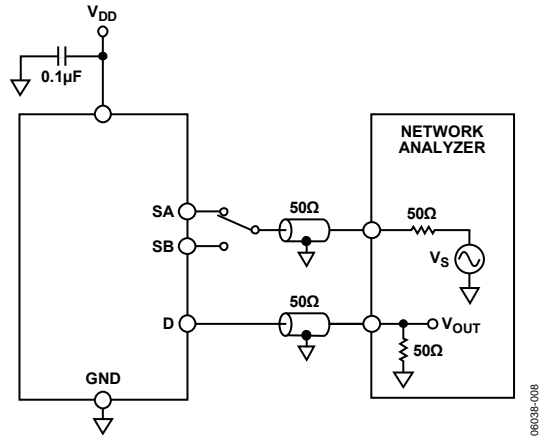 VDD
0.1µF
NETWORK
ANALYZER
SA
50Ω
50Ω
SB
VS
50Ω
D
VOUT
50Ω
GND
06038-008